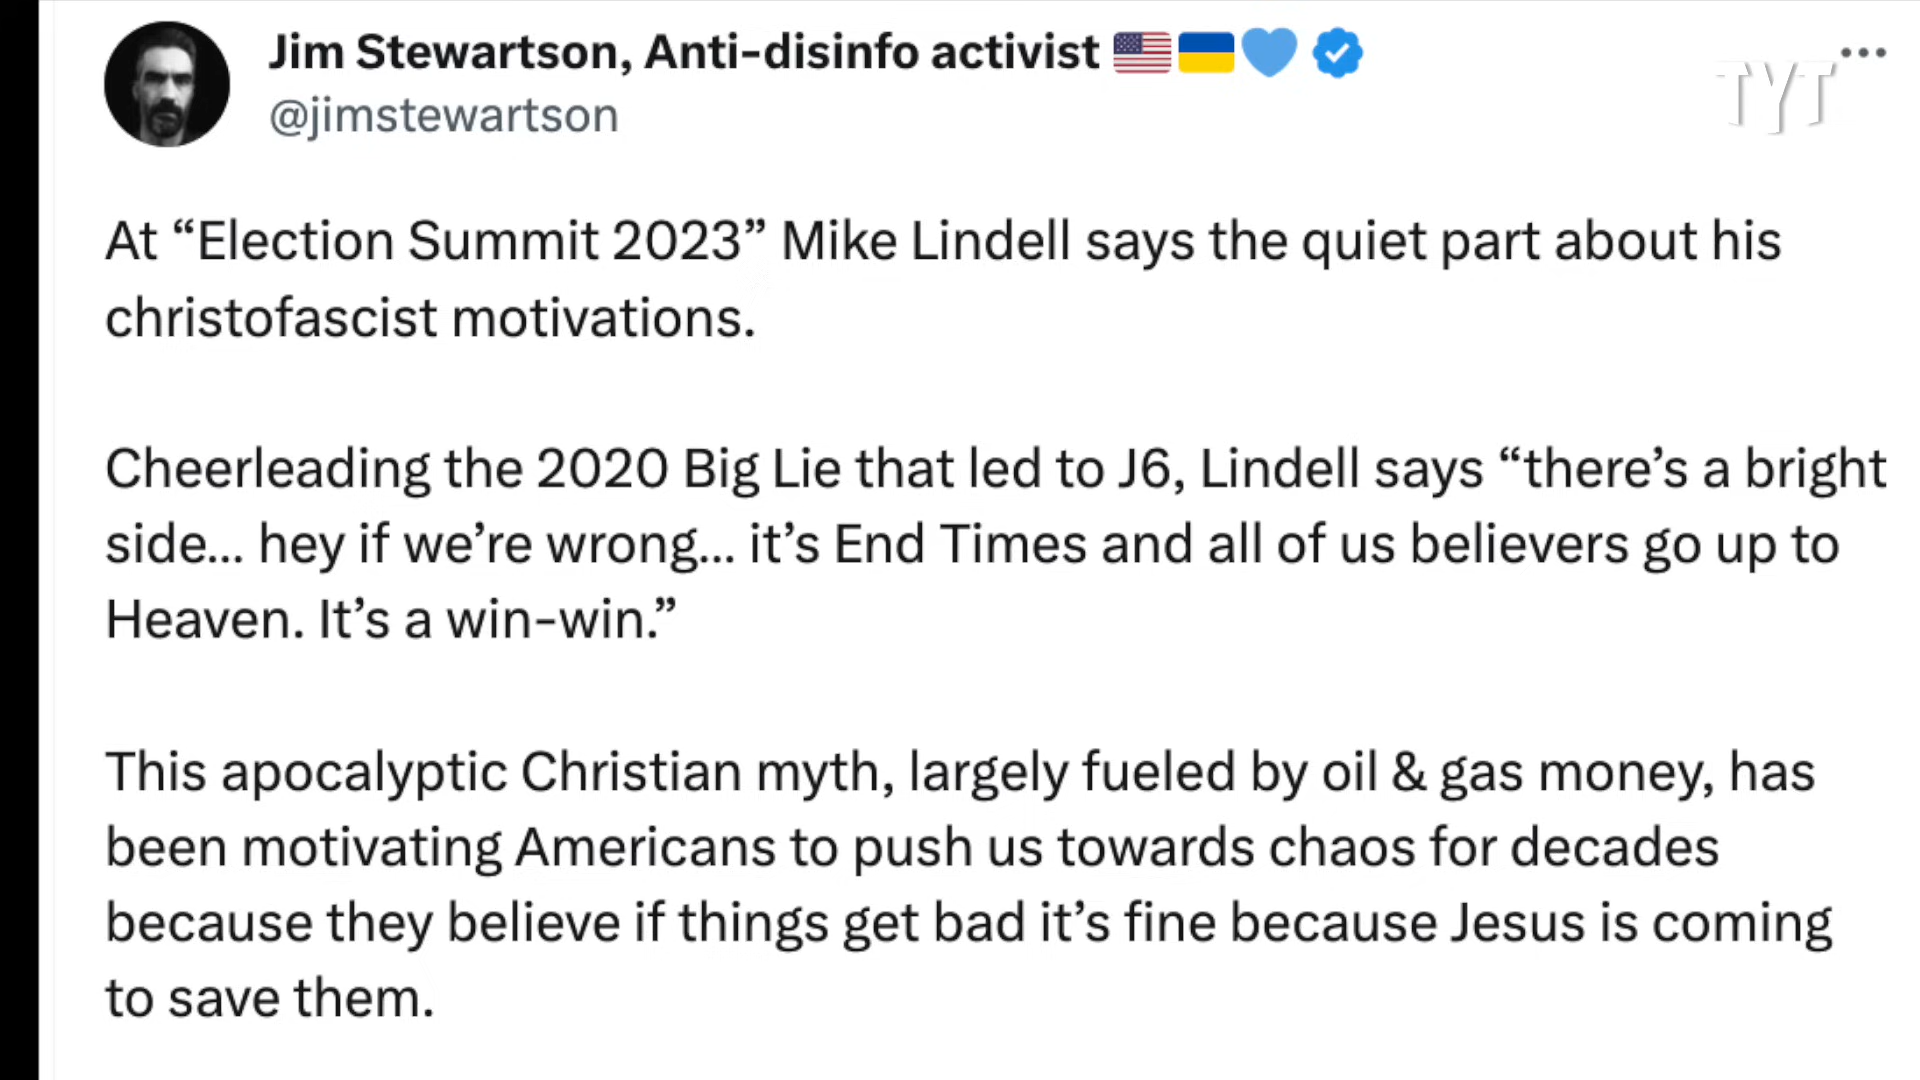 Jim Stewartson, Anti-disinfo activist 🇺🇸🇺🇦💙
@jimstewartson
TYT
At “Election Summit 2023” Mike Lindell says the quiet part about his
christofascist motivations.
Cheerleading the 2020 Big Lie that led to J6, Lindell says “there’s a bright
side... hey if we’re wrong... it’s End Times and all of us believers go up to
Heaven. It’s a win-win.”
This apocalyptic Christian myth, largely fueled by oil & gas money, has
been motivating Americans to push us towards chaos for decades
because they believe if things get bad it’s fine because Jesus is coming
to save them.